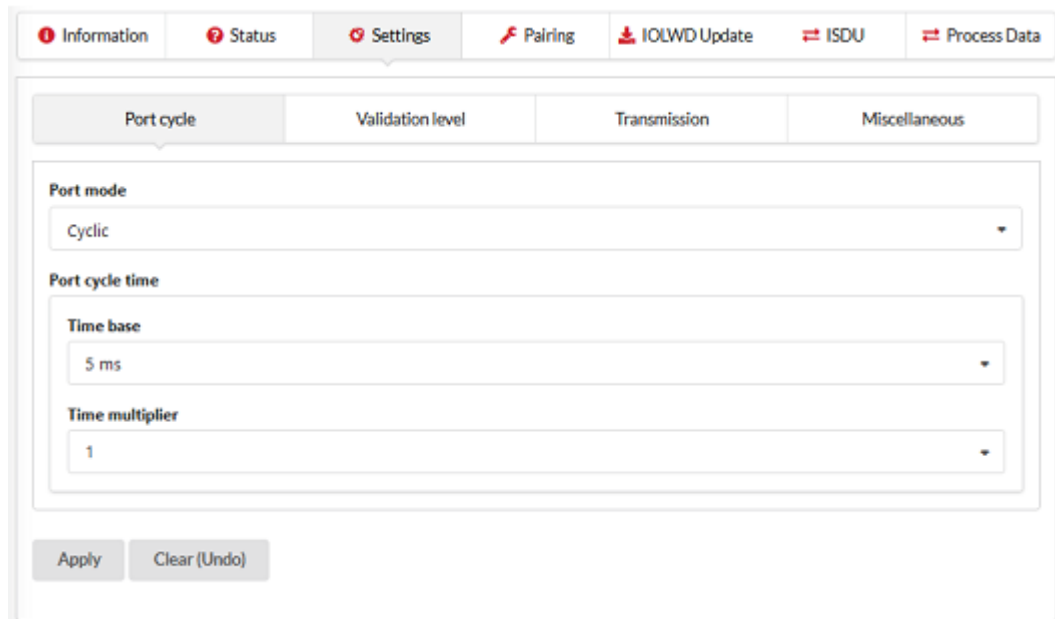 Information Status Settings Pairing IOLWD Update ISDU Process Data
Port cycle Validation level Transmission Miscellaneous
Port mode
Cyclic
Port cycle time
Time base
5 ms
Time multiplier
1
Apply Clear (Undo)